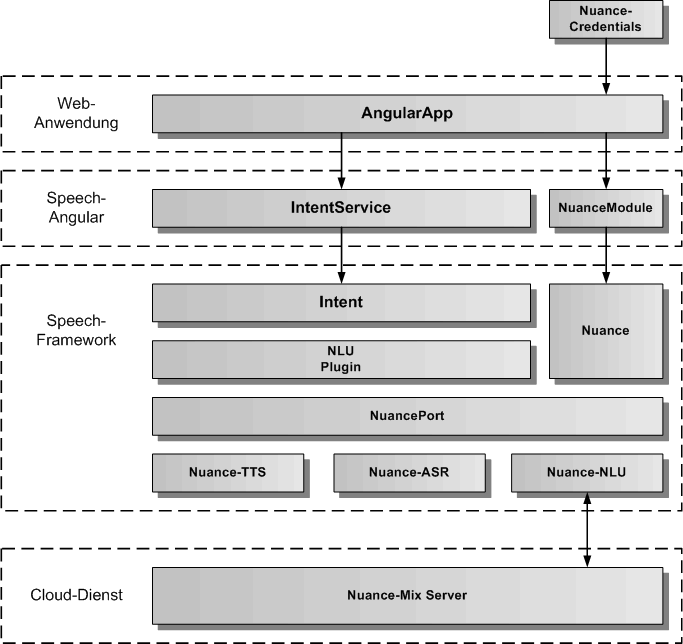 Nuance-
Credentials
Web-
Anwendung
AngularApp
Speech-
Angular
IntentService
NuanceModule
Speech-
Framework
Intent
Nuance
NLU
Plugin
NuancePort
Nuance-TTS
Nuance-ASR
Nuance-NLU
Cloud-Dienst
Nuance-Mix Server